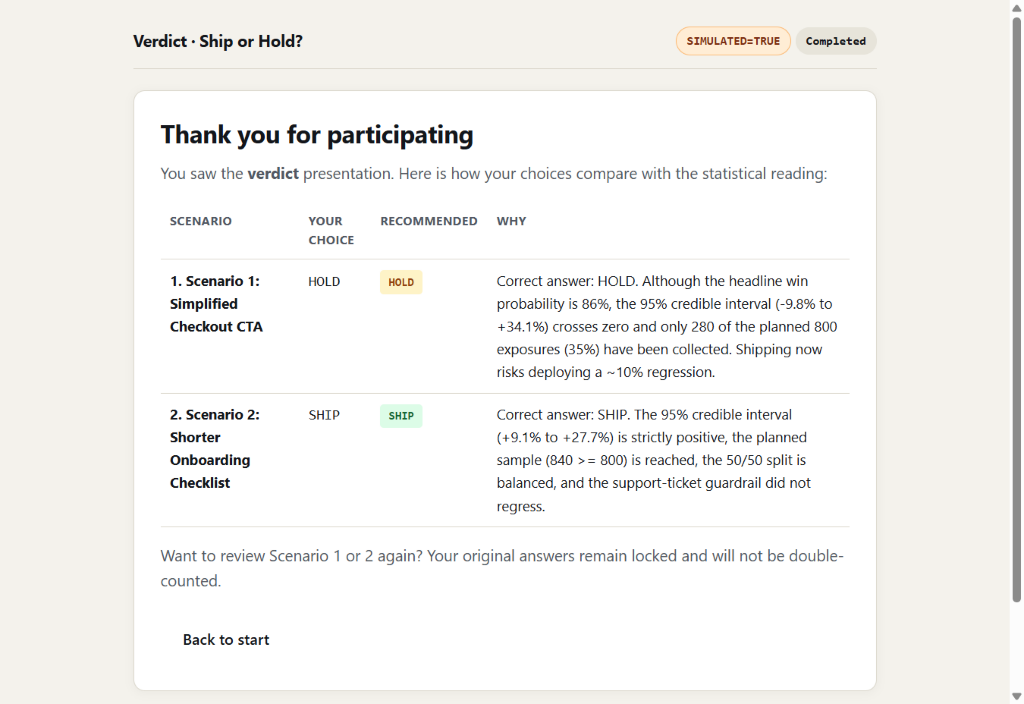 Verdict · Ship or Hold?
SIMULATED=TRUE
Completed
Thank you for participating
You saw the verdict presentation. Here is how your choices compare with the statistical reading:
SCENARIO
YOUR
CHOICE
RECOMMENDED
WHY
1. Scenario 1:
Simplified
Checkout CTA
HOLD
HOLD
Correct answer: HOLD. Although the headline win
probability is 86%, the 95% credible interval (-9.8% to
+34.1%) crosses zero and only 280 of the planned 800
exposures (35%) have been collected. Shipping now
risks deploying a ~10% regression.
2. Scenario 2:
Shorter
Onboarding
Checklist
SHIP
SHIP
Correct answer: SHIP. The 95% credible interval
(+9.1% to +27.7%) is strictly positive, the planned
sample (840 >= 800) is reached, the 50/50 split is
balanced, and the support-ticket guardrail did not
regress.
Want to review Scenario 1 or 2 again? Your original answers remain locked and will not be double-
counted.
Back to start